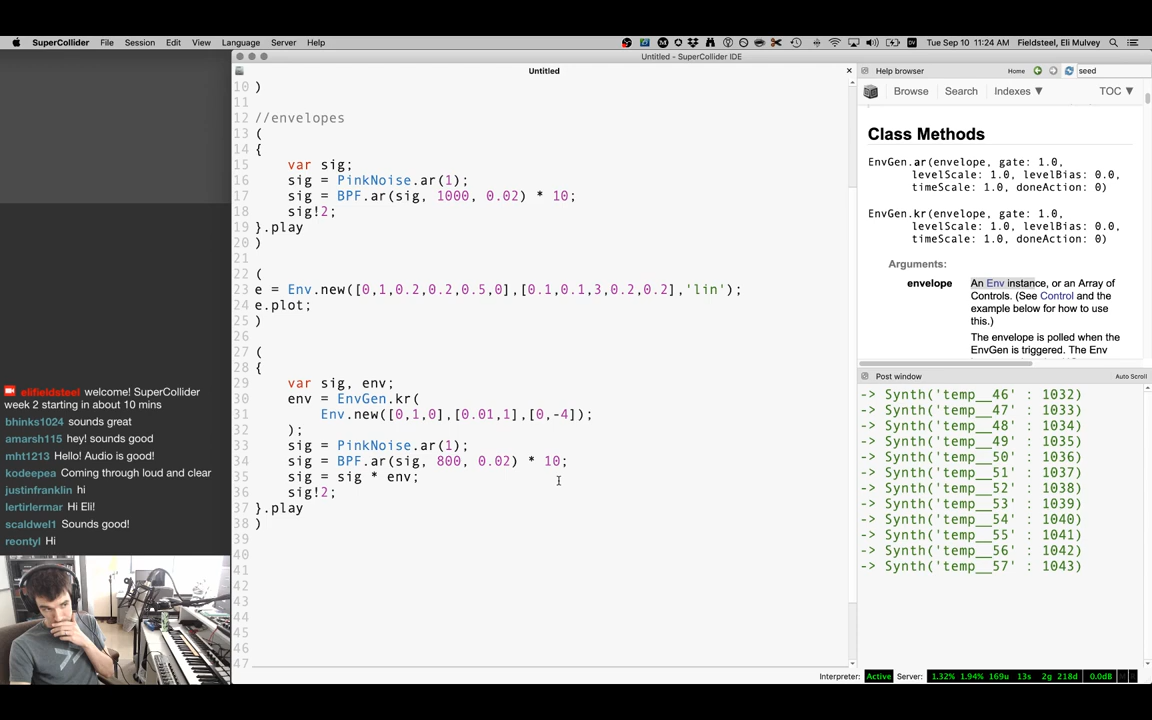 SuperCollider File Session Edit View Language Server Help
Tue Sep 10 11:24 AM Fieldsteel, Eli Mulvey
Untitled - SuperCollider IDE
Untitled
10 )
11
12 //envelopes
13 (
14 {
15 var sig;
16 sig = PinkNoise.ar(1);
17 sig = BPF.ar(sig, 1000, 0.02) * 10;
18 sig!2;
19 }.play
20 )
21
22 (
23 e = Env.new([0,1,0.2,0.2,0.5,0],[0.1,0.1,3,0.2,0.2],'lin');
24 e.plot;
25 )
26
27 (
28 {
29 var sig, env;
30 env = EnvGen.kr(
31 Env.new([0,1,0],[0.01,1],[0,-4]);
32 );
33 sig = PinkNoise.ar(1);
34 sig = BPF.ar(sig, 800, 0.02) * 10;
35 sig = sig * env;
36 sig!2;
37 }.play
38 )
39
40
41
42
43
44
45
46
47
Help browser Home seed
Browse Search Indexes ▼ TOC ▼
Class Methods
EnvGen.ar(envelope, gate: 1.0,
levelScale: 1.0, levelBias: 0.0,
timeScale: 1.0, doneAction: 0)
EnvGen.kr(envelope, gate: 1.0,
levelScale: 1.0, levelBias: 0.0,
timeScale: 1.0, doneAction: 0)
Arguments:
envelope An Env instance, or an Array of
Controls. (See Control and the
example below for how to use
this.)
The envelope is polled when the
EnvGen is triggered. The Env
Post window Auto Scroll
-> Synth('temp__46' : 1032)
-> Synth('temp__47' : 1033)
-> Synth('temp__48' : 1034)
-> Synth('temp__49' : 1035)
-> Synth('temp__50' : 1036)
-> Synth('temp__51' : 1037)
-> Synth('temp__52' : 1038)
-> Synth('temp__53' : 1039)
-> Synth('temp__54' : 1040)
-> Synth('temp__55' : 1041)
-> Synth('temp__56' : 1042)
-> Synth('temp__57' : 1043)
Interpreter: Active Server: 1.32% 1.94% 169u 13s 2g 218d 0.0dB
elifieldsteel welcome! SuperCollider
week 2 starting in about 10 mins
bhinks1024 sounds great
amarsh115 hey! sounds good
mht1213 Hello! Audio is good!
kodeepea Coming through loud and clear
justinfranklin hi
lertirlermar Hi Eli!
scaldwel1 Sounds good!
reontyl Hi